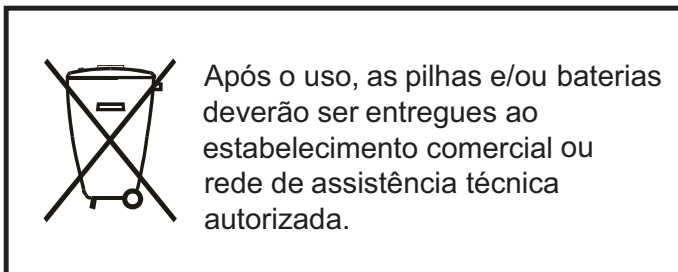 Após o uso, as pilhas e/ou baterias
deverão ser entregues ao
estabelecimento comercial ou
rede de assistência técnica
autorizada.